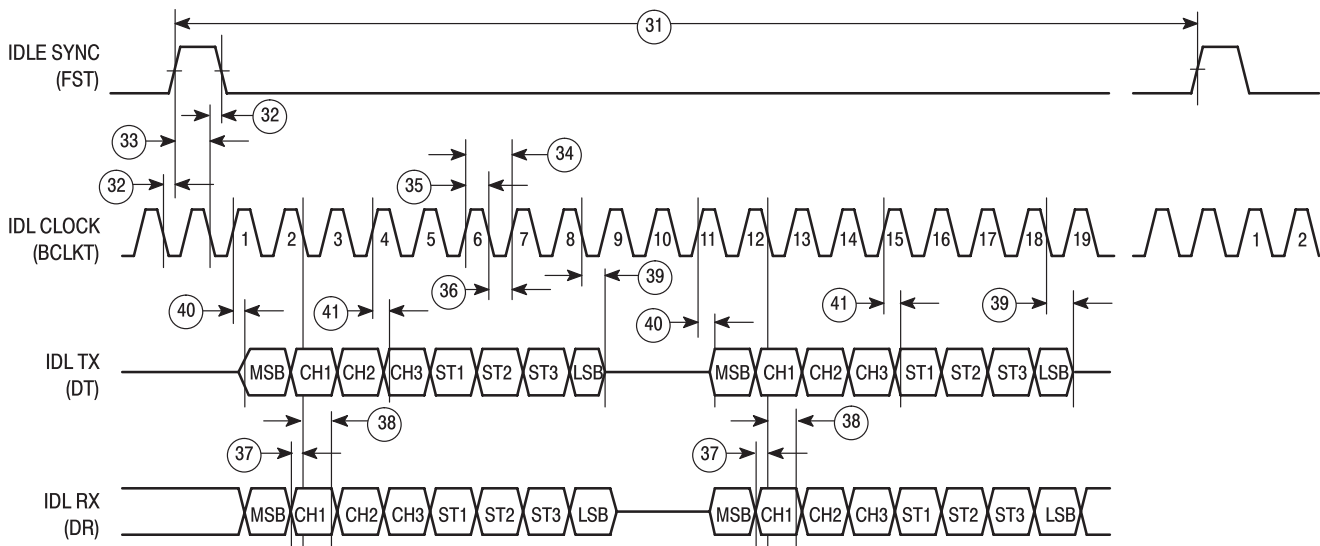 31
IDLE SYNC
(FST)
32
33
34
35
32
IDL CLOCK
(BCLKT)
1 2 3 4 5 6 7 8 9 10 11 12 13 14 15 16 17 18 19 1 2
36 39 41 39
40 41 40
IDL TX
(DT)
MSB CH1 CH2 CH3 ST1 ST2 ST3 LSB MSB CH1 CH2 CH3 ST1 ST2 ST3 LSB
38 38
37 37
IDL RX
(DR)
MSB CH1 CH2 CH3 ST1 ST2 ST3 LSB MSB CH1 CH2 CH3 ST1 ST2 ST3 LSB